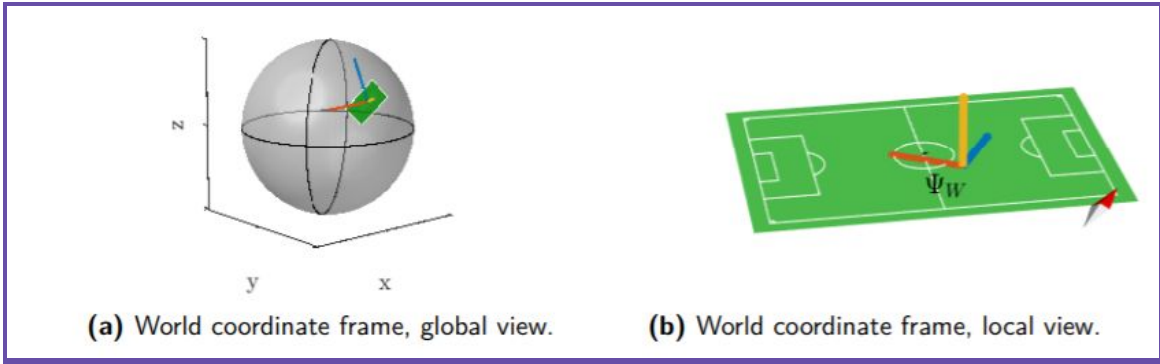 z
y
x
Ψ_W
(a) World coordinate frame, global view.
(b) World coordinate frame, local view.